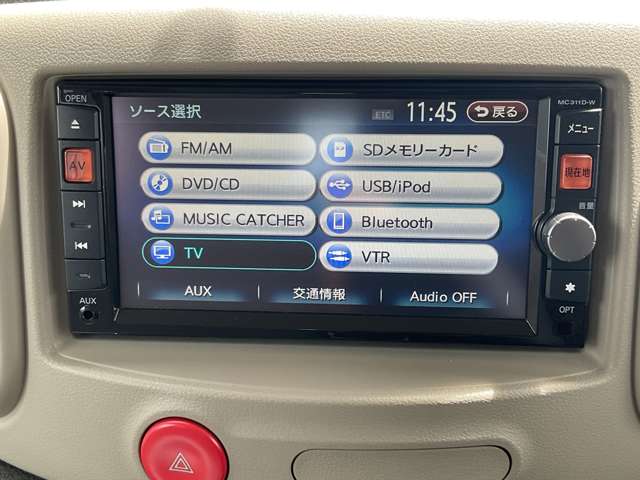 OPEN
MC311D-W
ソース選択
ETC
11:45
戻る
メニュー
AV
現在地
音量
FM/AM
SDメモリーカード
DVD/CD
USB/iPod
MUSIC CATCHER
Bluetooth
TV
VTR
AUX
交通情報
Audio OFF
AUX
OPT